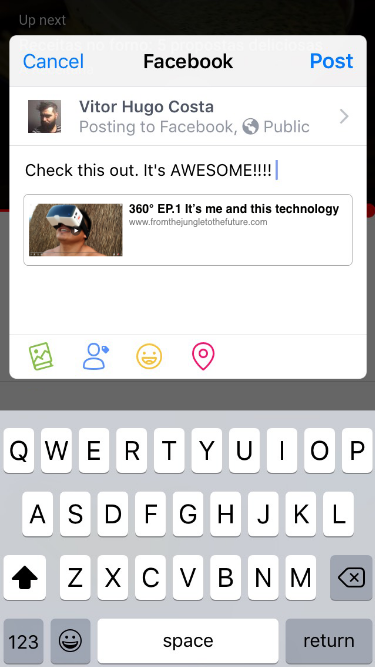 Up next
Cancel
Facebook
Post
Vitor Hugo Costa
Posting to Facebook, Public
Check this out. It's AWESOME!!!!
360° EP.1 It's me and this technology
www.fromthejungletothefuture.com
Q W E R T Y U I O P
A S D F G H J K L
Z X C V B N M
123 space return